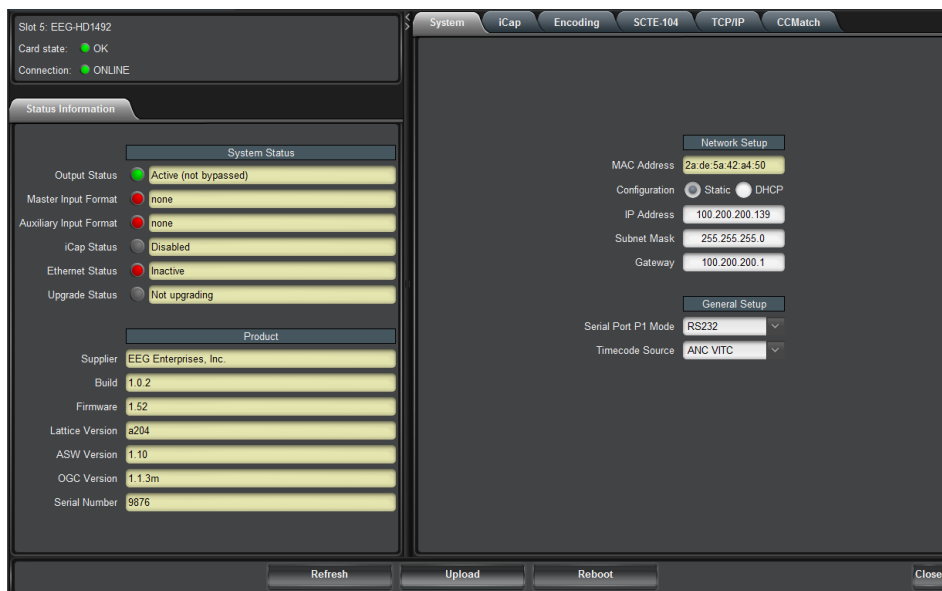 Slot 5: EEG-HD1492
Card state: OK
Connection: ONLINE
Status Information
System Status
Output Status Active (not bypassed)
Master Input Format none
Auxiliary Input Format none
iCap Status Disabled
Ethernet Status Inactive
Upgrade Status Not upgrading
Product
Supplier EEG Enterprises, Inc.
Build 1.0.2
Firmware 1.52
Lattice Version a204
ASW Version 1.10
OGC Version 1.1.3m
Serial Number 9876
System iCap Encoding SCTE-104 TCP/IP CCMatch
Network Setup
MAC Address 2a:de:5a:42:a4:50
Configuration Static DHCP
IP Address 100.200.200.139
Subnet Mask 255.255.255.0
Gateway 100.200.200.1
General Setup
Serial Port P1 Mode RS232
Timecode Source ANC VITC
Refresh Upload Reboot Close